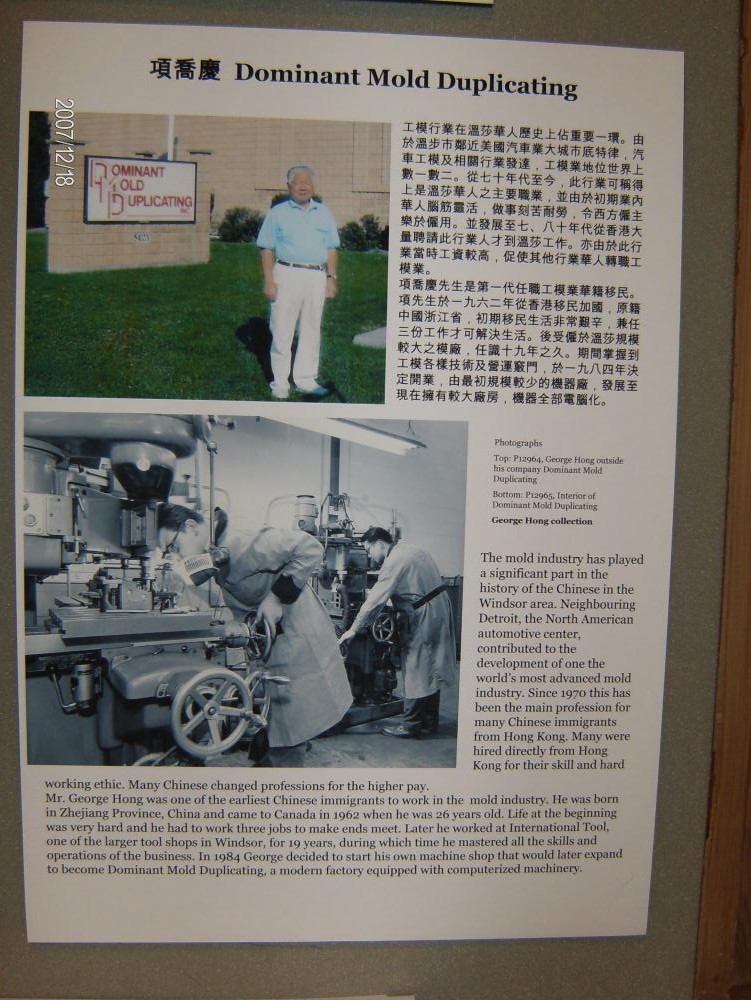 項喬慶 Dominant Mold Duplicating
2007/12/18
DOMINANT
MOLD
DUPLICATING
INC
工模行業在溫莎華人歷史上佔重要一環。由
於溫步市鄰近美國汽車業大城市底特律，汽
車工模及相關行業發達，工模業地位世界上
數一數二。從七十年代至今，此行業可稱得
上是溫莎華人之主要職業，並由於初期業內
華人腦筋靈活，做事刻苦耐勞，令西方僱主
樂於僱用。並發展至七、八十年代從香港大
量聘請此行業人才到溫莎工作。亦由於此行
業當時工資較高，促使其他行業華人轉職工
模業。
項喬慶先生是第一代任職工模業華籍移民。
項先生於一九六二年從香港移民加國，原籍
中國浙江省，初期移民生活非常艱辛，兼任
三份工作才可解決生活。後受僱於溫莎規模
較大之模廠，任識十九年之久。期間掌握到
工模各樣技術及營運竅門，於一九八四年決
定開業，由最初規模較少的機器廠，發展至
現在擁有較大廠房，機器全部電腦化。
Photographs
Top: P12964, George Hong outside
his company Dominant Mold
Duplicating
Bottom: P12965, Interior of
Dominant Mold Duplicating
George Hong collection
The mold industry has played
a significant part in the
history of the Chinese in the
Windsor area. Neighbouring
Detroit, the North American
automotive center,
contributed to the
development of one the
world's most advanced mold
industry. Since 1970 this has
been the main profession for
many Chinese immigrants
from Hong Kong. Many were
hired directly from Hong
Kong for their skill and hard
working ethic. Many Chinese changed professions for the higher pay.
Mr. George Hong was one of the earliest Chinese immigrants to work in the mold industry. He was born
in Zhejiang Province, China and came to Canada in 1962 when he was 26 years old. Life at the beginning
was very hard and he had to work three jobs to make ends meet. Later he worked at International Tool,
one of the larger tool shops in Windsor, for 19 years, during which time he mastered all the skills and
operations of the business. In 1984 George decided to start his own machine shop that would later expand
to become Dominant Mold Duplicating, a modern factory equipped with computerized machinery.